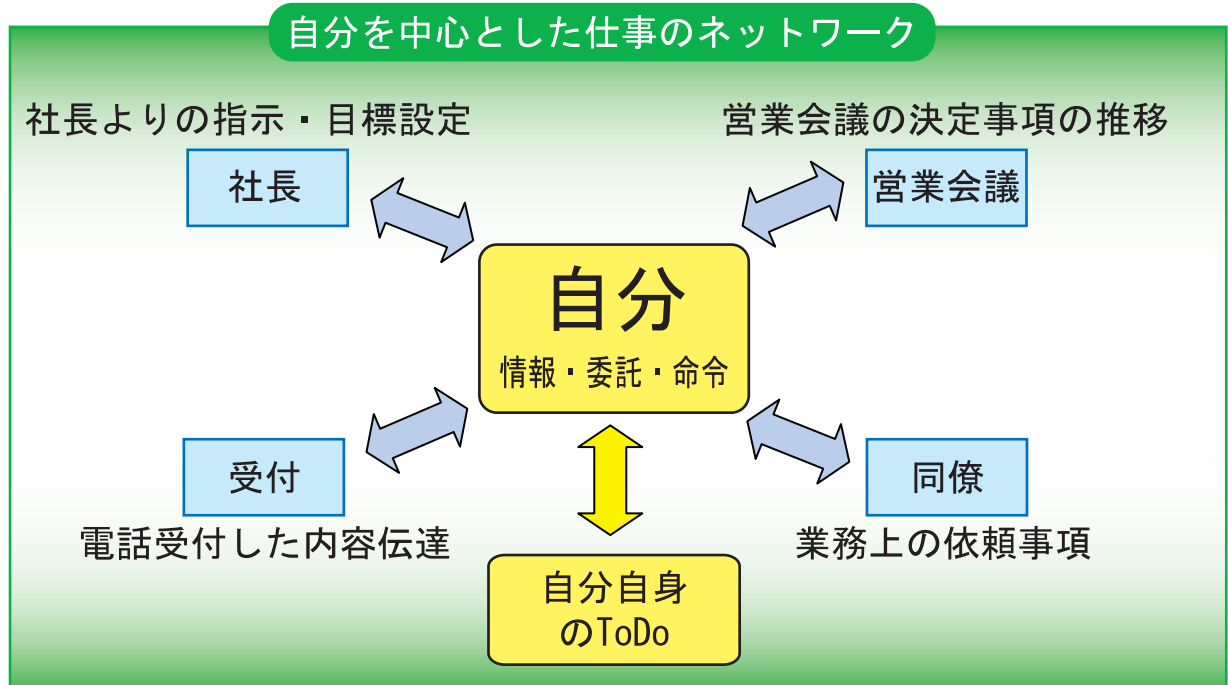 自分を中心とした仕事のネットワーク
社長よりの指示・目標設定
社長
営業会議の決定事項の推移
営業会議
自分
情報・委託・命令
受付
電話受付した内容伝達
同僚
業務上の依頼事項
自分自身
のToDo